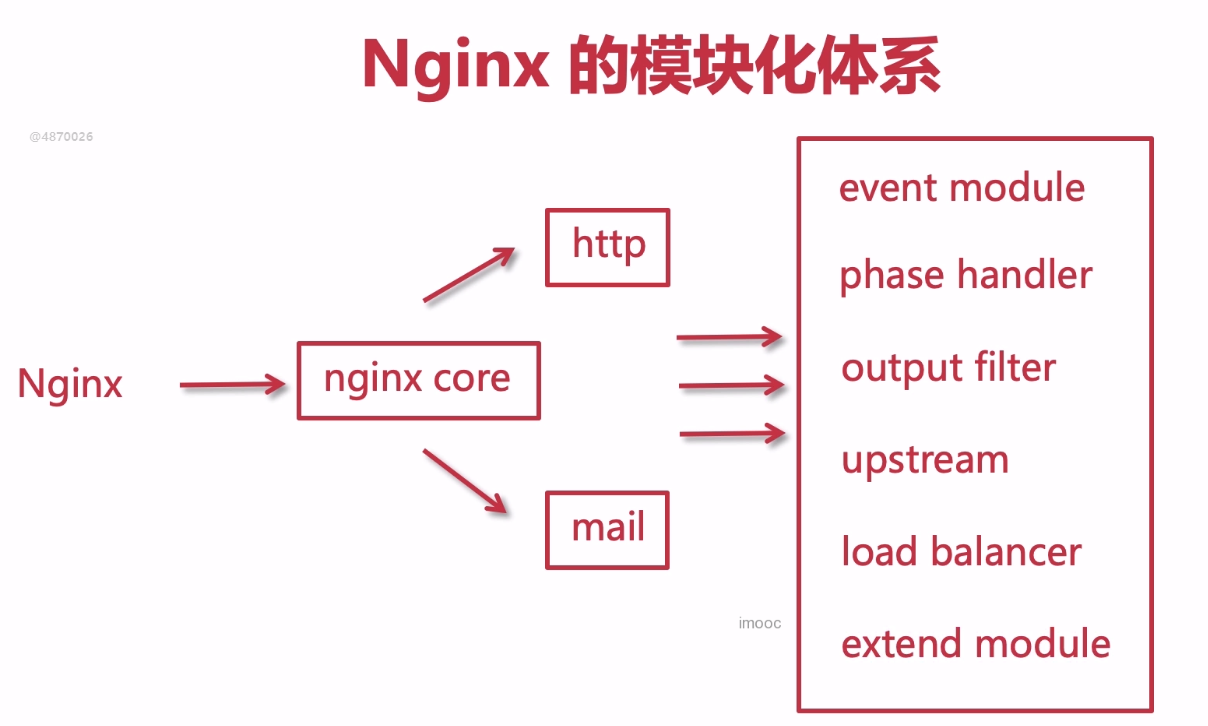 Nginx 的模块化体系
@4870026
Nginx
nginx core
http
mail
event module
phase handler
output filter
upstream
load balancer
extend module
imooc